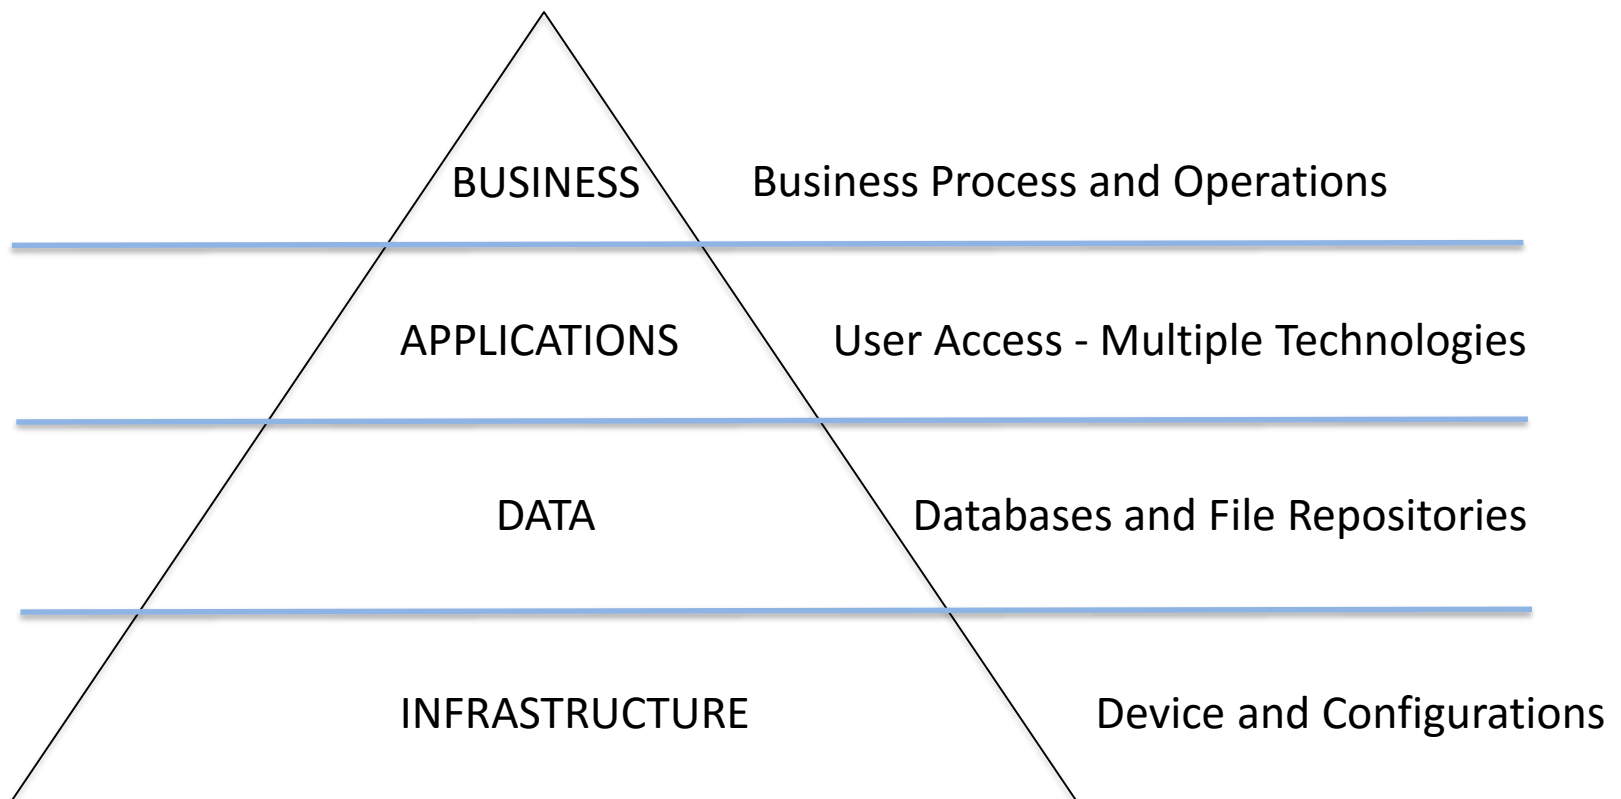 BUSINESS
Business Process and Operations
APPLICATIONS
User Access - Multiple Technologies
DATA
Databases and File Repositories
INFRASTRUCTURE
Device and Configurations